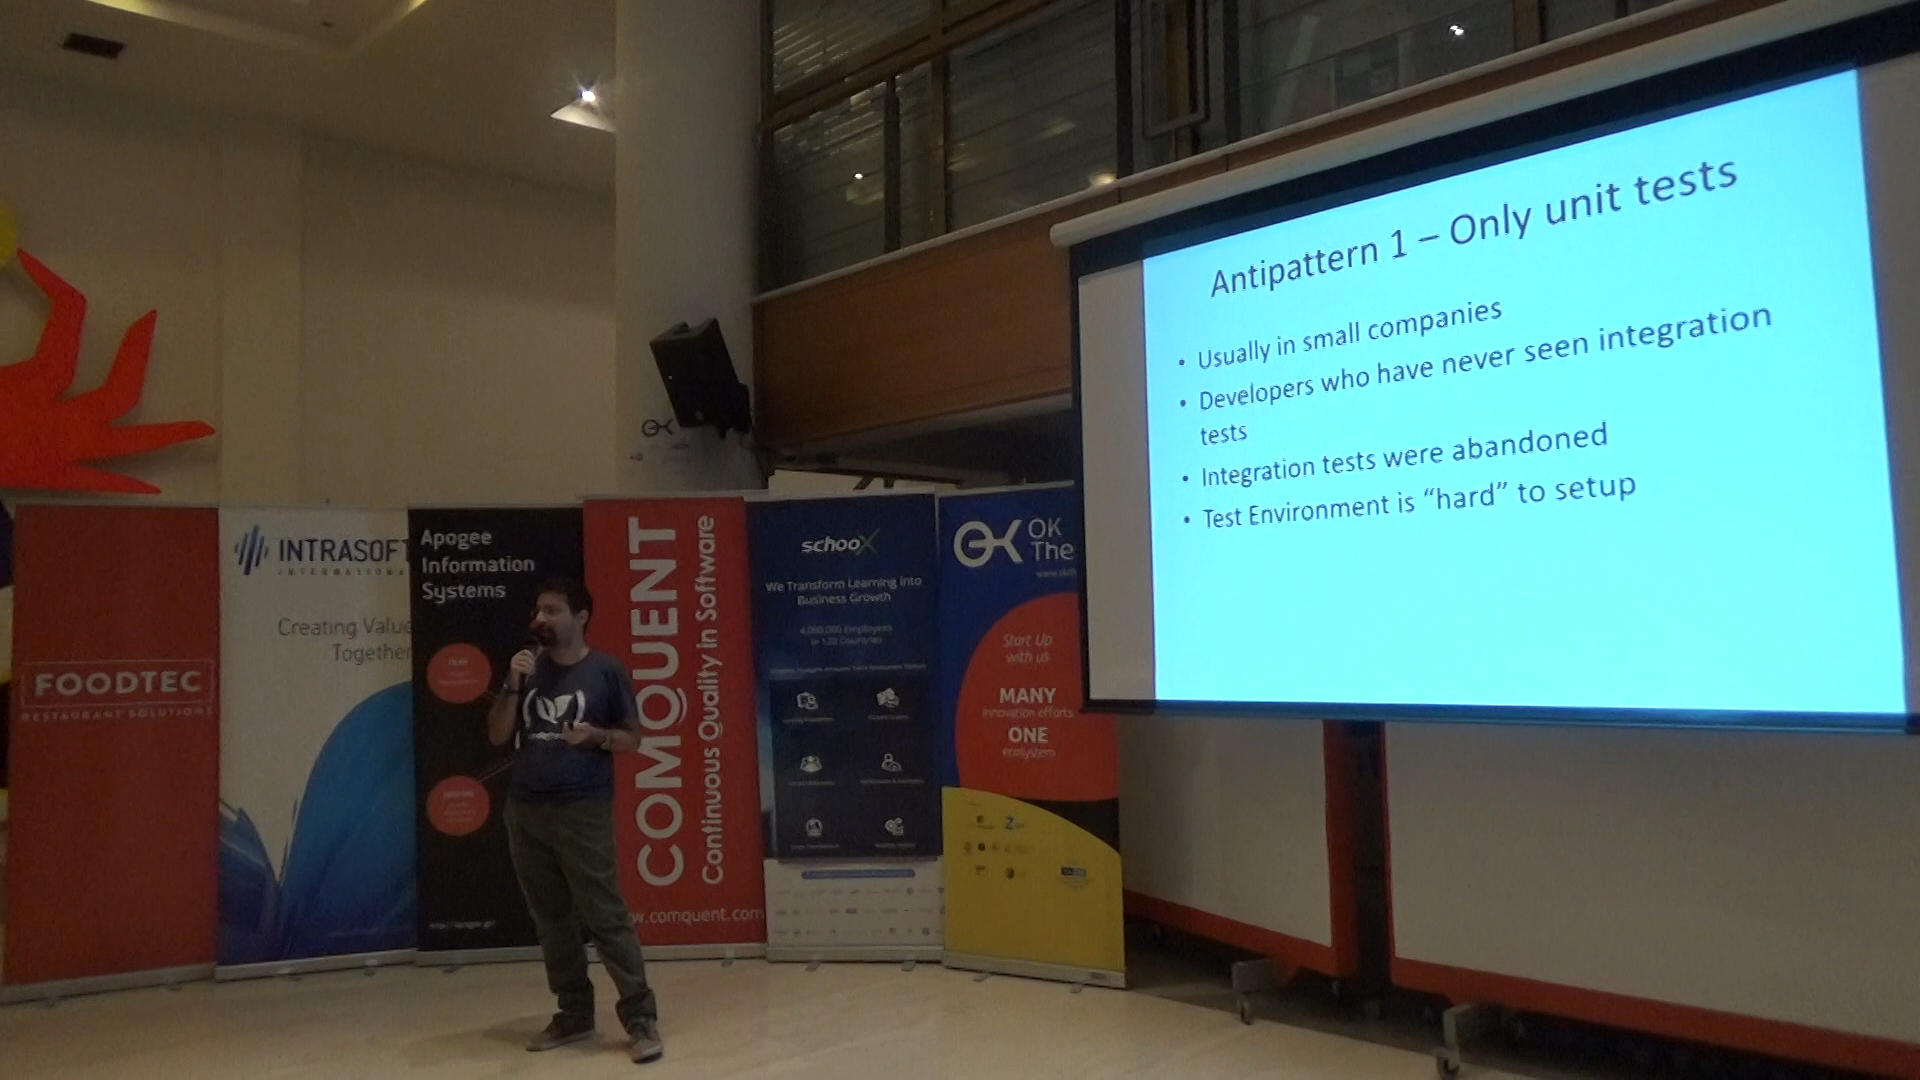 Antipattern 1 – Only unit tests
• Usually in small companies
• Developers who have never seen integration
tests
• Integration tests were abandoned
• Test Environment is “hard” to setup
FOODTEC
RESTAURANT SOLUTIONS
INTRASOFT
INTERNATIONAL
Creating Value
Together
Apogee
Information
Systems
COMQUENT
Continuous Quality in Software
w.comquent.com
schooX
We Transform Learning into
Business Growth
4,000,000 Employees
in 120 Countries
OK
The
Start Up
with us
MANY
innovation efforts
ONE
ecosystem